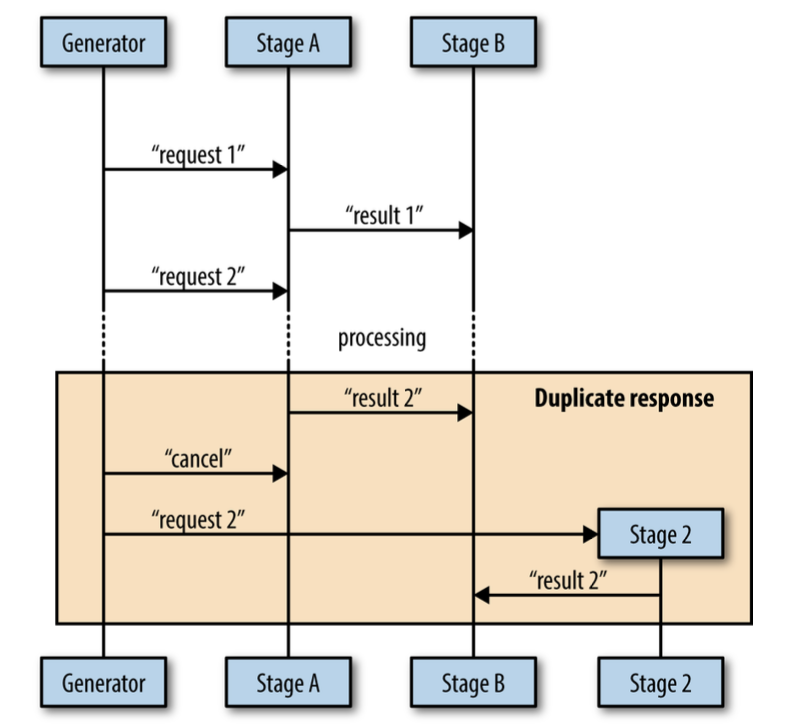 Generator
Stage A
Stage B
“request 1”
“result 1”
“request 2”
processing
“result 2”
Duplicate response
“cancel”
“request 2”
Stage 2
“result 2”
Generator
Stage A
Stage B
Stage 2